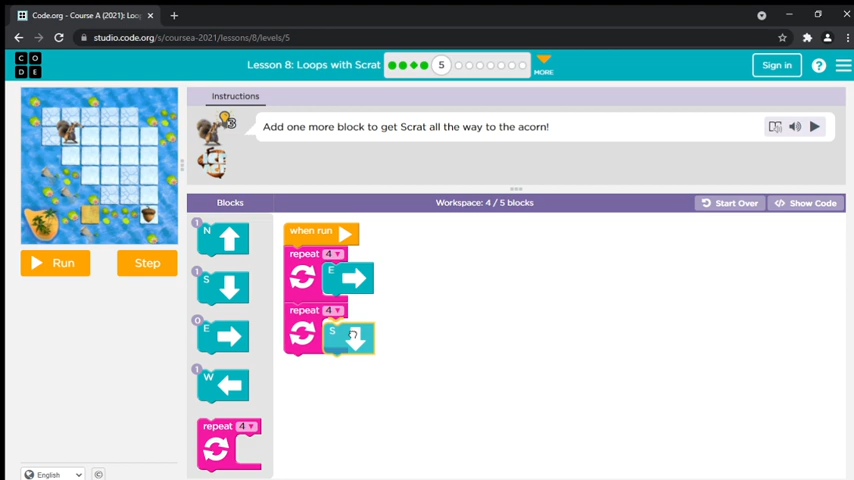 Code.org - Course A (2021): Loo
studio.code.org/s/coursea-2021/lessons/8/levels/5
C O
D E
Lesson 8: Loops with Scrat
5
MORE
Sign in
?
Instructions
3
Add one more block to get Scrat all the way to the acorn!
Blocks
Workspace: 4 / 5 blocks
Start Over
Show Code
Run
Step
1
N
1
S
0
E
1
W
repeat 4
when run
repeat 4
E
repeat 4
S
English
©